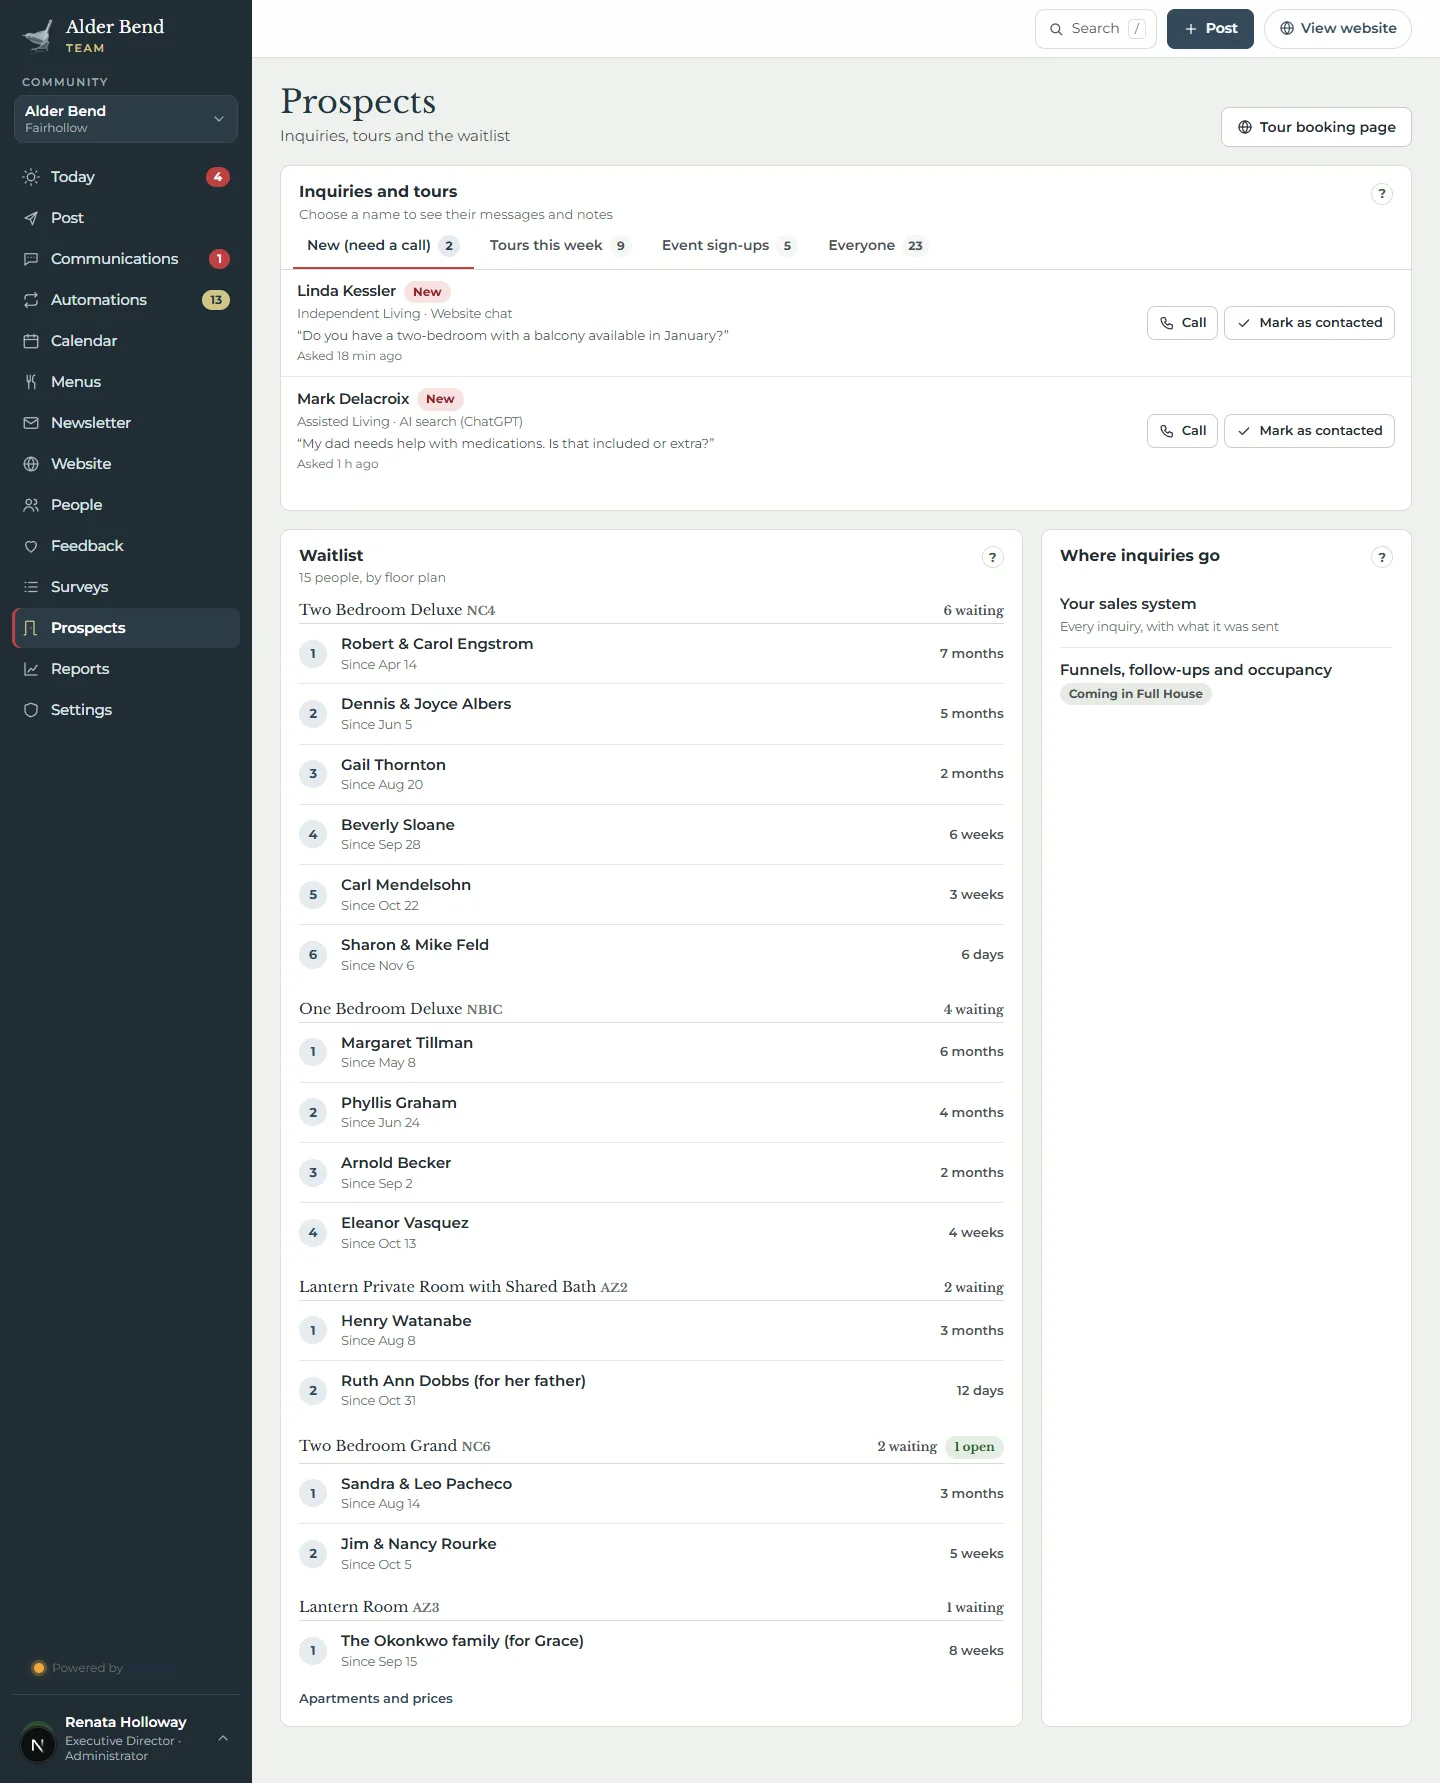 Alder Bend
TEAM
COMMUNITY
Alder Bend
Fairhollow
Today 4
Post
Communications 1
Automations 13
Calendar
Menus
Newsletter
Website
People
Feedback
Surveys
Prospects
Reports
Settings
Powered by
N
Renata Holloway
Executive Director ·
Administrator
Search /
+ Post
View website
Prospects
Inquiries, tours and the waitlist
Tour booking page
Inquiries and tours
?
Choose a name to see their messages and notes
New (need a call) 2
Tours this week 9
Event sign-ups 5
Everyone 23
Linda Kessler New
Independent Living · Website chat
“Do you have a two-bedroom with a balcony available in January?”
Asked 18 min ago
Call
Mark as contacted
Mark Delacroix New
Assisted Living · AI search (ChatGPT)
“My dad needs help with medications. Is that included or extra?”
Asked 1 h ago
Call
Mark as contacted
Waitlist
?
15 people, by floor plan
Two Bedroom Deluxe NC4 6 waiting
1 Robert & Carol Engstrom 7 months
Since Apr 14
2 Dennis & Joyce Albers 5 months
Since Jun 5
3 Gail Thornton 2 months
Since Aug 20
4 Beverly Sloane 6 weeks
Since Sep 28
5 Carl Mendelsohn 3 weeks
Since Oct 22
6 Sharon & Mike Feld 6 days
Since Nov 6
One Bedroom Deluxe NB1C 4 waiting
1 Margaret Tillman 6 months
Since May 8
2 Phyllis Graham 4 months
Since Jun 24
3 Arnold Becker 2 months
Since Sep 2
4 Eleanor Vasquez 4 weeks
Since Oct 13
Lantern Private Room with Shared Bath AZ2 2 waiting
1 Henry Watanabe 3 months
Since Aug 8
2 Ruth Ann Dobbs (for her father) 12 days
Since Oct 31
Two Bedroom Grand NC6 2 waiting 1 open
1 Sandra & Leo Pacheco 3 months
Since Aug 14
2 Jim & Nancy Rourke 5 weeks
Since Oct 5
Lantern Room AZ3 1 waiting
1 The Okonkwo family (for Grace) 8 weeks
Since Sep 15
Apartments and prices
Where inquiries go
?
Your sales system
Every inquiry, with what it was sent
Funnels, follow-ups and occupancy
Coming in Full House